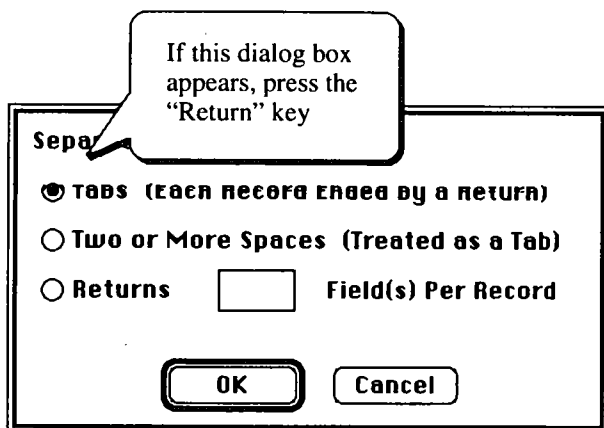 If this dialog box
appears, press the
“Return” key
Sepa
Tabs (Each Record Ended by a Return)
Two or More Spaces (Treated as a Tab)
Returns Field(s) Per Record
OK Cancel